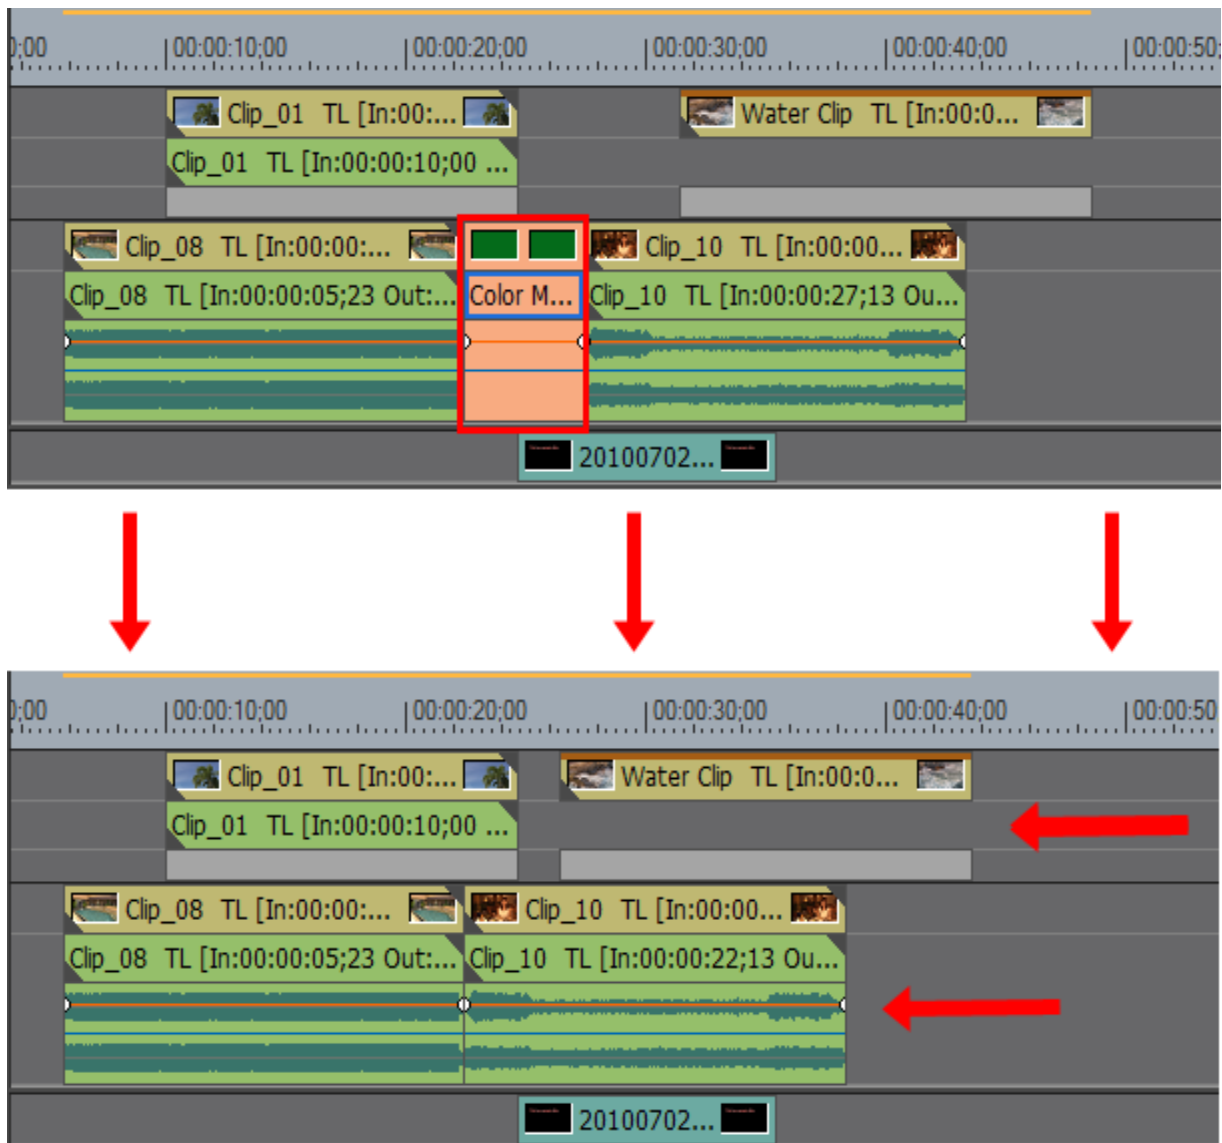 0;00 00:00:10;00 00:00:20;00 00:00:30;00 00:00:40;00 00:00:50;
Clip_01 TL [In:00:... Water Clip TL [In:00:0...
Clip_01 TL [In:00:00:10;00 ...
Clip_08 TL [In:00:00:... Clip_10 TL [In:00:00...
Clip_08 TL [In:00:00:05;23 Out:... Color M... Clip_10 TL [In:00:00:27;13 Ou...
20100702...
0;00 00:00:10;00 00:00:20;00 00:00:30;00 00:00:40;00 00:00:50
Clip_01 TL [In:00:... Water Clip TL [In:00:0...
Clip_01 TL [In:00:00:10;00 ...
Clip_08 TL [In:00:00:... Clip_10 TL [In:00:00...
Clip_08 TL [In:00:00:05;23 Out:... Clip_10 TL [In:00:00:22;13 Ou...
20100702...